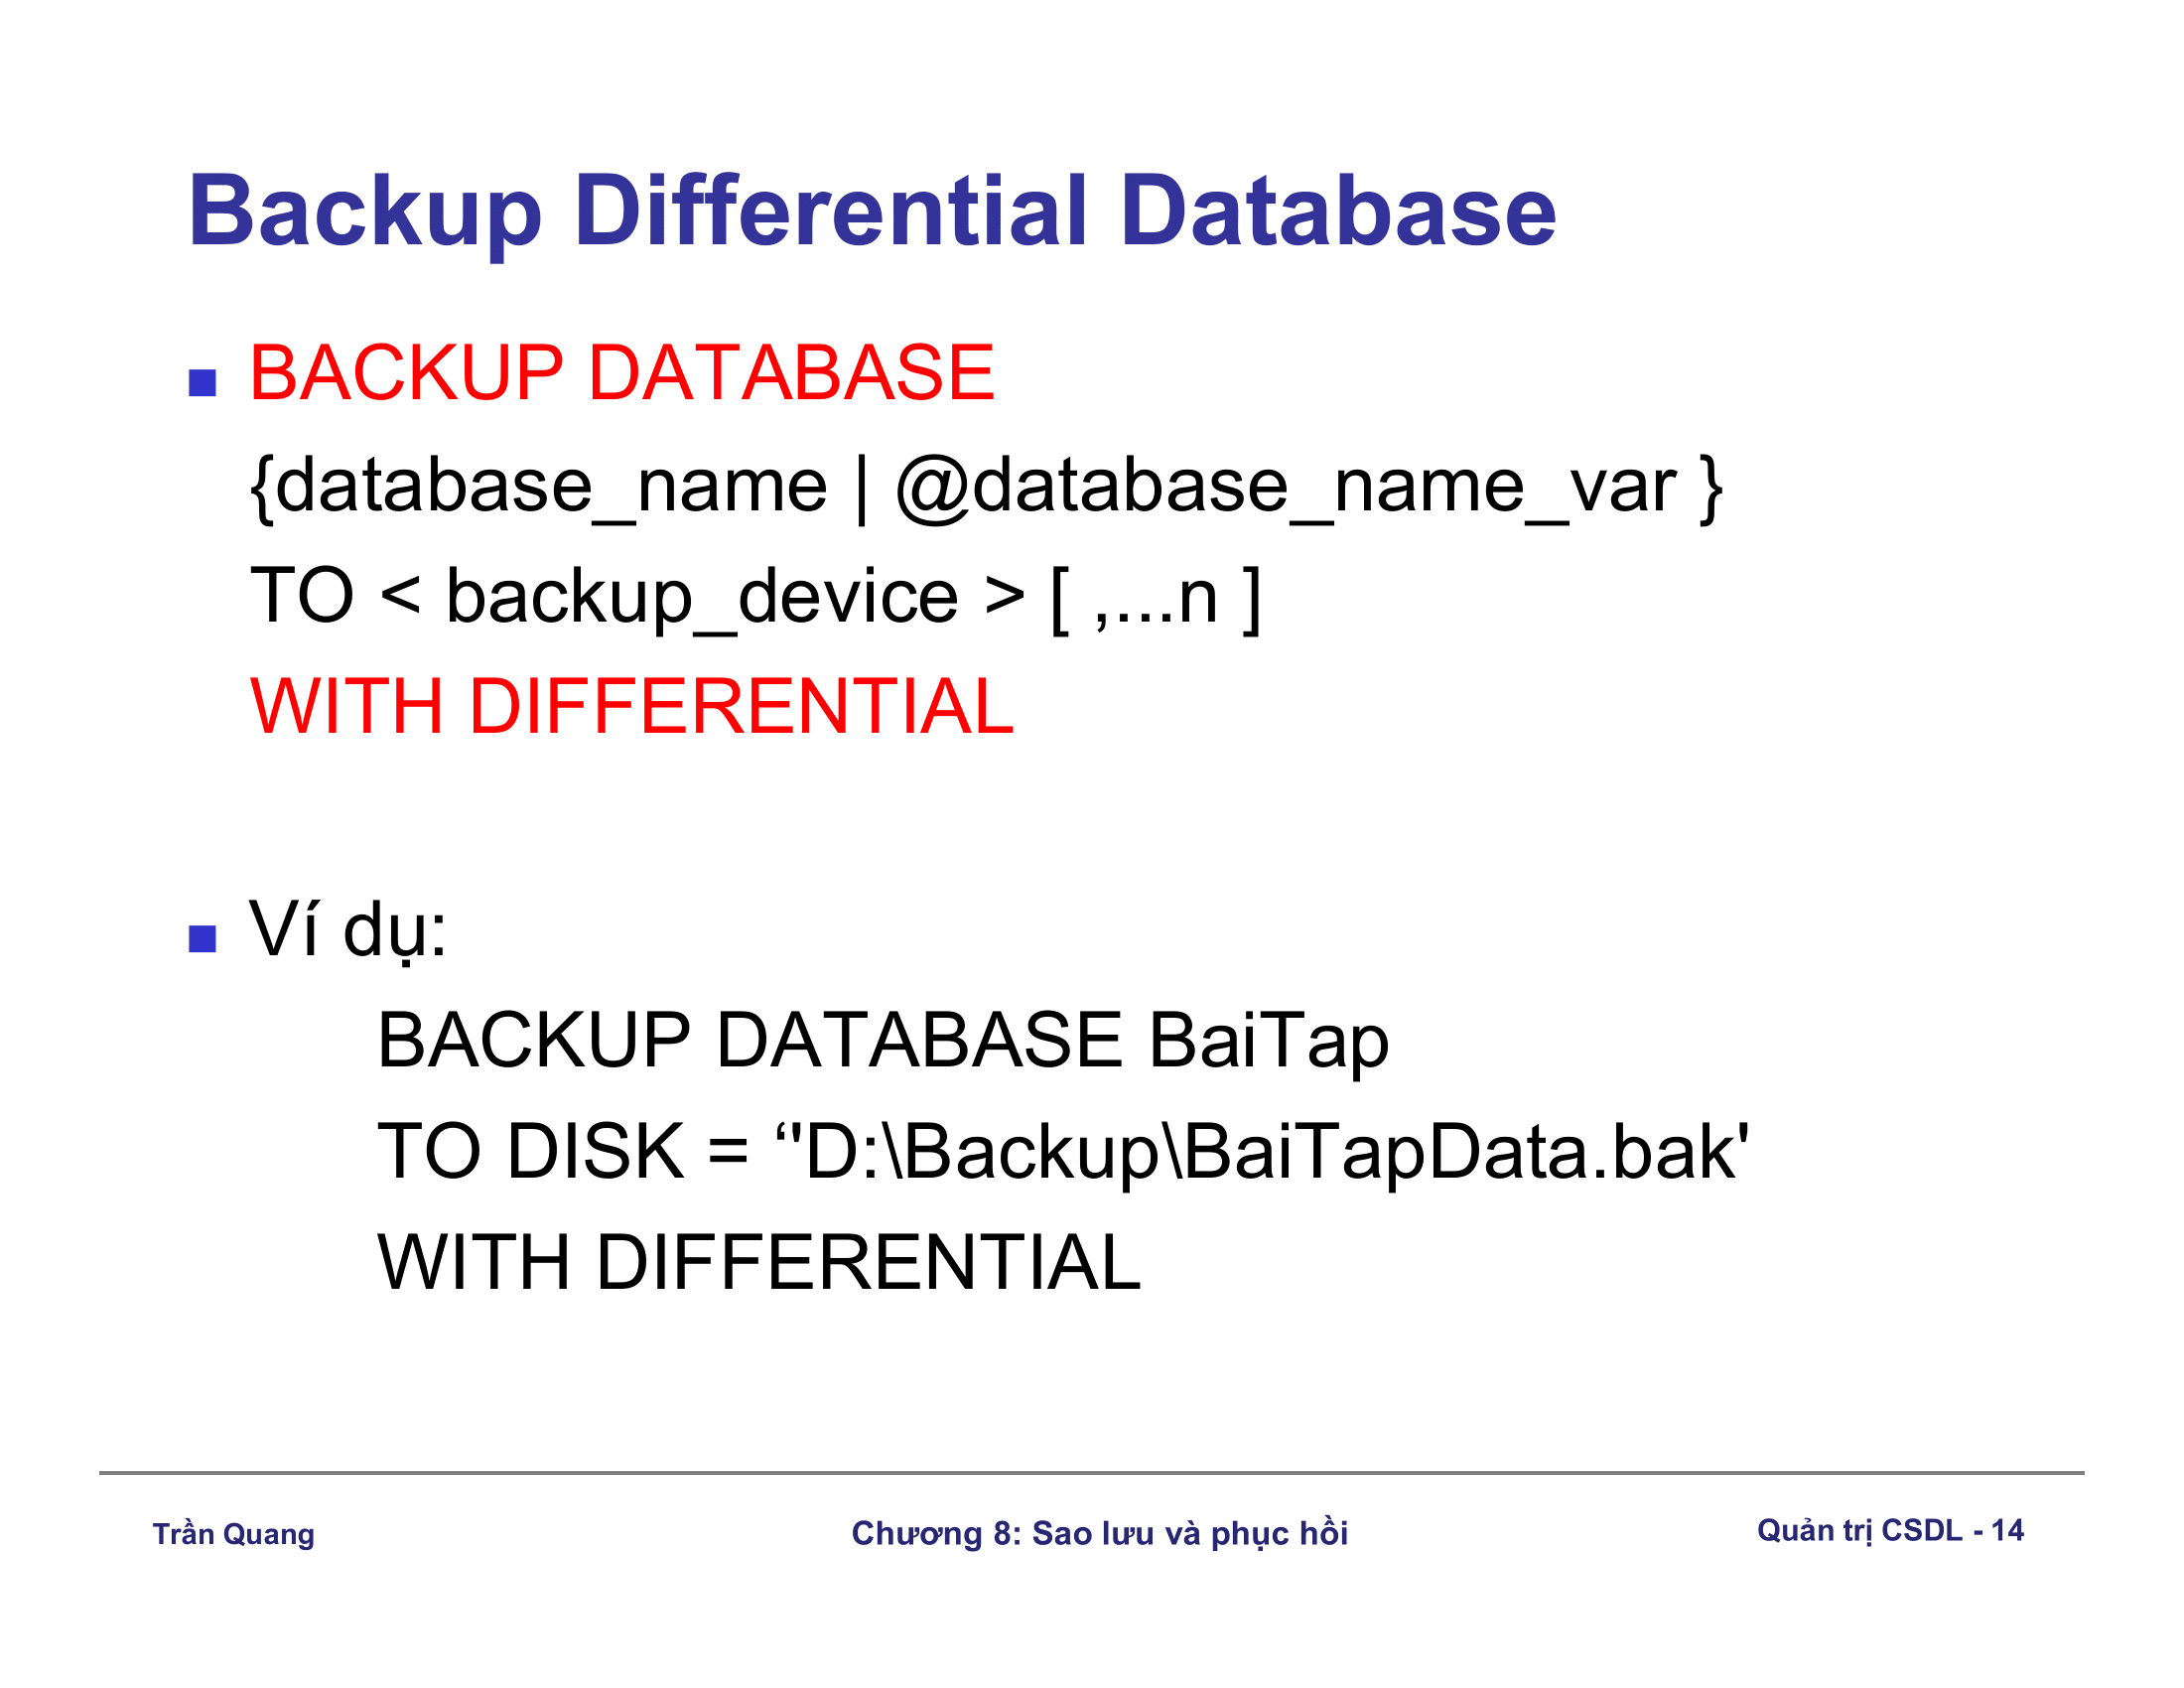 Backup Differential Database
BACKUP DATABASE
{database_name | @database_name_var }
TO < backup_device > [ ,...n ]
WITH DIFFERENTIAL
Ví dụ:
BACKUP DATABASE BaiTap
TO DISK = ‘'D:\Backup\BaiTapData.bak'
WITH DIFFERENTIAL
Trần Quang
Chương 8: Sao lưu và phục hồi
Quản trị CSDL - 14